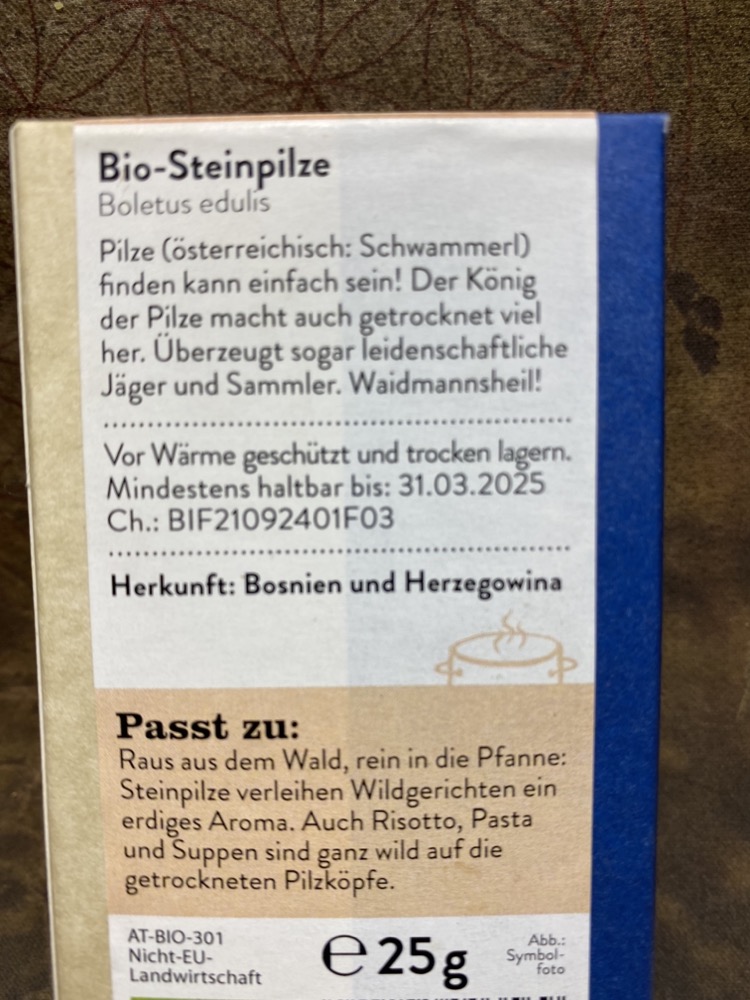 Bio-Steinpilze
Boletus edulis
Pilze (österreichisch: Schwammerl)
finden kann einfach sein! Der König
der Pilze macht auch getrocknet viel
her. Überzeugt sogar leidenschaftliche
Jäger und Sammler. Waidmannsheil!
Vor Wärme geschützt und trocken lagern.
Mindestens haltbar bis: 31.03.2025
Ch.: BIF21092401F03
Herkunft: Bosnien und Herzegowina
Passt zu:
Raus aus dem Wald, rein in die Pfanne:
Steinpilze verleihen Wildgerichten ein
erdiges Aroma. Auch Risotto, Pasta
und Suppen sind ganz wild auf die
getrockneten Pilzköpfe.
AT-BIO-301
Nicht-EU-
Landwirtschaft
℮ 25 g
Abb.:
Symbol-
foto